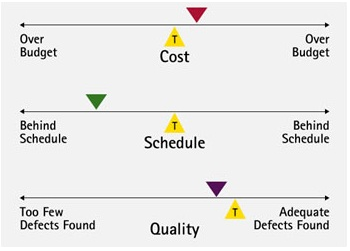 Over Budget
T
Over Budget
Cost
Behind Schedule
T
Behind Schedule
Schedule
Too Few Defects Found
T
Adequate Defects Found
Quality